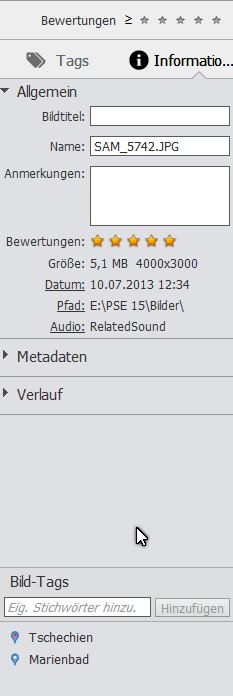 Bewertungen ≥
Tags Informatio...
Allgemein
Bildtitel:
Name: SAM_5742.JPG
Anmerkungen:
Bewertungen:
Größe: 5,1 MB 4000x3000
Datum: 10.07.2013 12:34
Pfad: E:\PSE 15\Bilder\
Audio: RelatedSound
Metadaten
Verlauf
Bild-Tags
Eig. Stichwörter hinzu. Hinzufügen
Tschechien
Marienbad